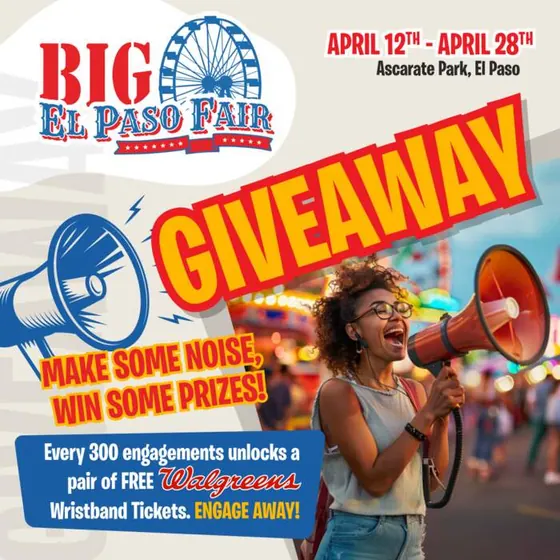 BIG
EL PASO FAIR
APRIL 12TH - APRIL 28TH
Ascarate Park, El Paso
GIVEAWAY
MAKE SOME NOISE,
WIN SOME PRIZES!
Every 300 engagements unlocks a
pair of FREE Walgreens
Wristband Tickets. ENGAGE AWAY!